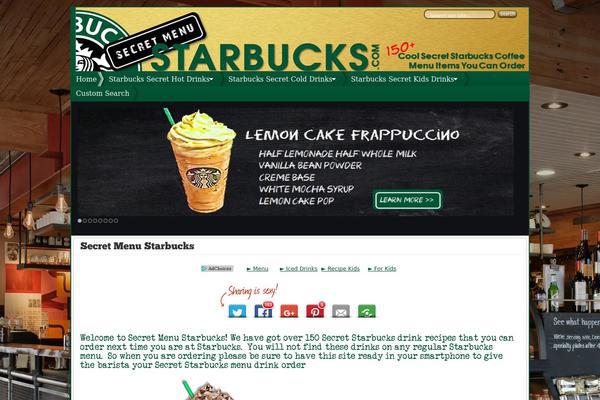 SECRET MENU
STARBUCKS.COM
150+
Cool Secret Starbucks Coffee
Menu Items You Can Order
Search
Home
Starbucks Secret Hot Drinks
Starbucks Secret Cold Drinks
Starbucks Secret Kids Drinks
Custom Search
LEMON CAKE FRAPPUCCINO
HALF LEMONADE HALF WHOLE MILK
VANILLA BEAN POWDER
CREME BASE
WHITE MOCHA SYRUP
LEMON CAKE POP
LEARN MORE >>
Secret Menu Starbucks
AdChoices
► Menu
► Iced Drinks
► Recipe Kids
► For Kids
Sharing is sexy!
Welcome to Secret Menu Starbucks! We have got over 150 Secret Starbucks drink recipes that you can
order next time you are at Starbucks. You will not find these drinks on any regular Starbucks
menu. So when you are ordering please be sure to have this site ready in your smartphone to give
the barista your Secret Starbucks menu drink order
See what happen